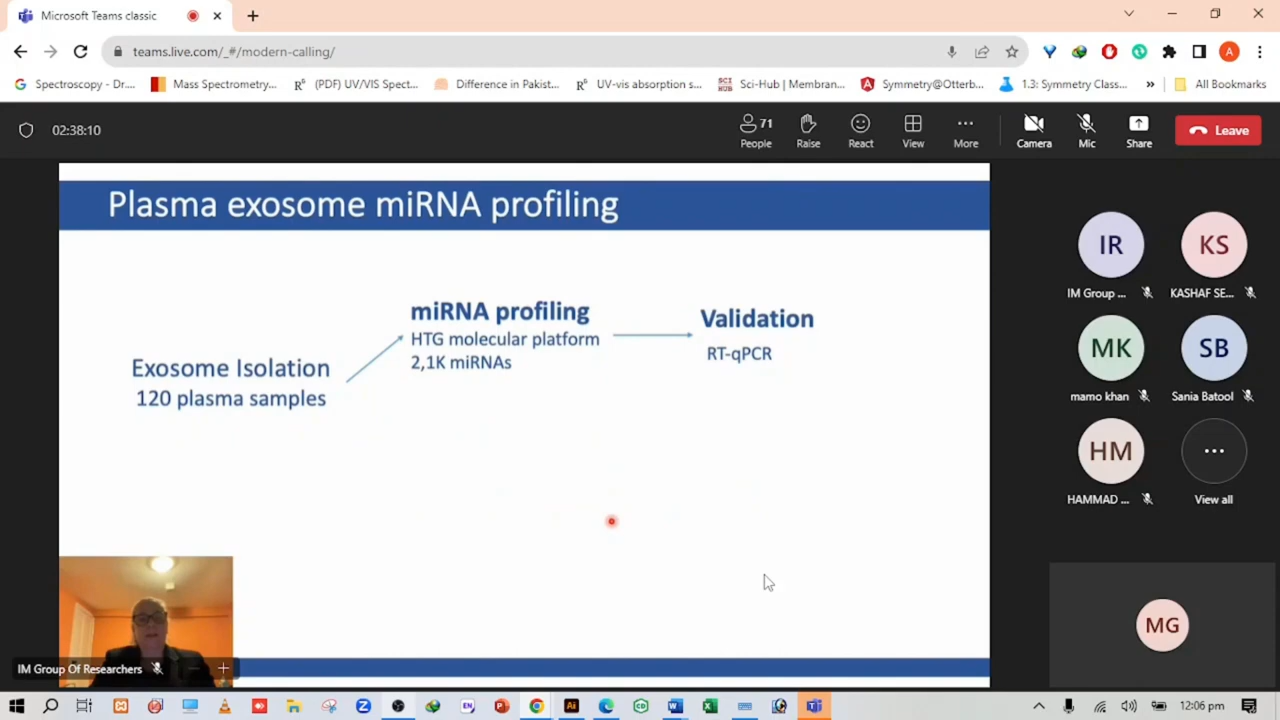 Microsoft Teams classic
teams.live.com/_#/modern-calling/
A
Spectroscopy - Dr....
Mass Spectrometry...
(PDF) UV/VIS Spect...
Difference in Pakist...
UV-vis absorption s...
Sci-Hub | Membran...
Symmetry@Otterb...
1.3: Symmetry Class...
»
All Bookmarks
02:38:10
71
People
Raise
React
View
More
Camera
Mic
Share
Leave
Plasma exosome miRNA profiling
miRNA profiling
HTG molecular platform
2,1K miRNAs
Validation
RT-qPCR
Exosome Isolation
120 plasma samples
IR
IM Group ...
KS
KASHAF SE...
MK
mamo khan
SB
Sania Batool
HM
HAMMAD ...
View all
MG
IM Group Of Researchers
12:06 pm